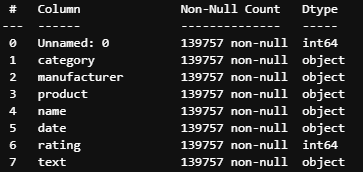 #   Column        Non-Null Count   Dtype
---  ------        --------------   -----
0   Unnamed: 0    139757 non-null  int64
1   category      139757 non-null  object
2   manufacturer  139757 non-null  object
3   product       139757 non-null  object
4   name          139757 non-null  object
5   date          139757 non-null  object
6   rating        139757 non-null  int64
7   text          139757 non-null  object